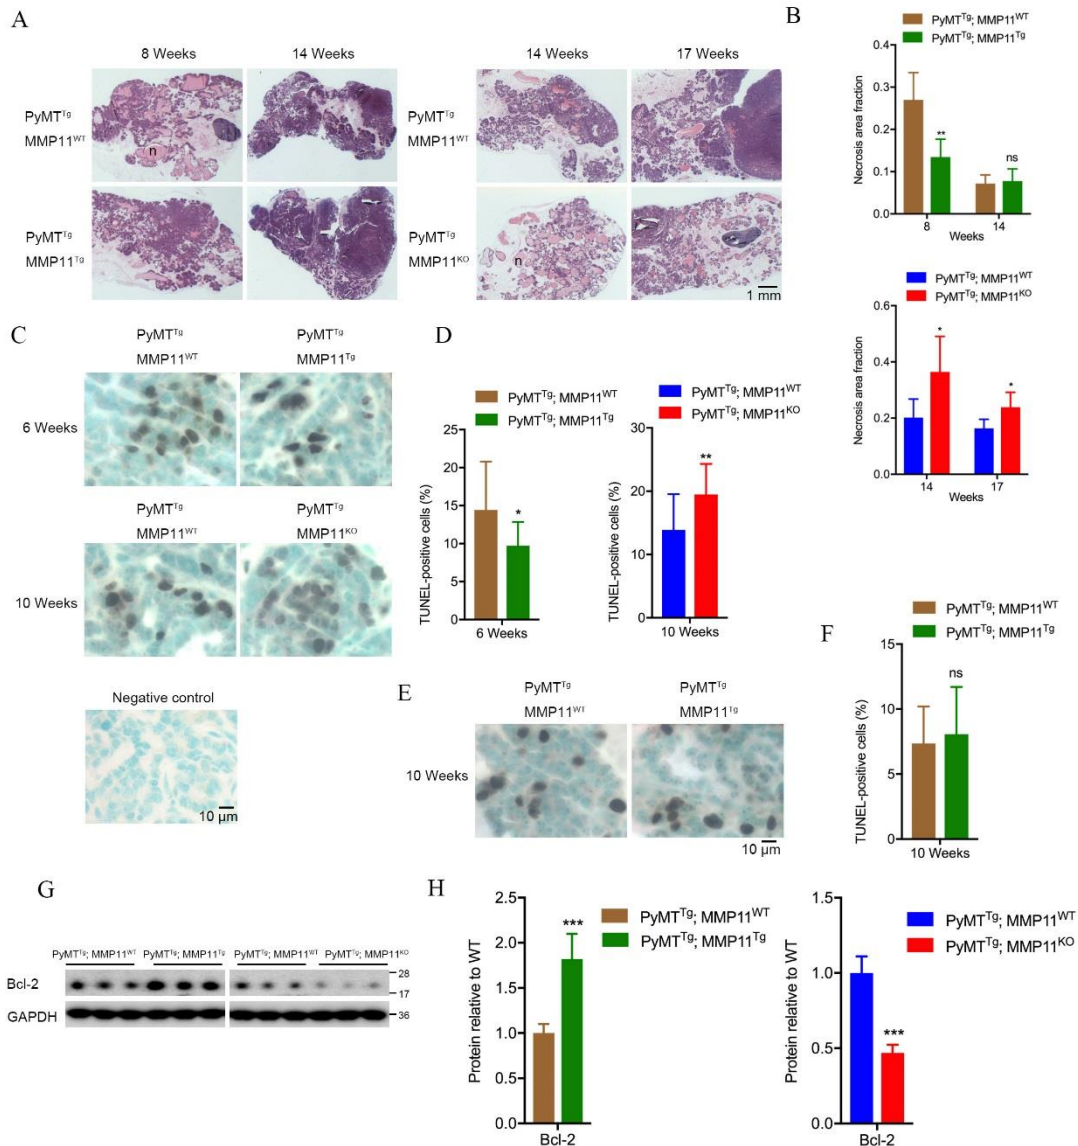 A
8 Weeks
14 Weeks
14 Weeks
17 Weeks
PyMTᵀᵍ
MMP11ᵂᵀ
n
PyMTᵀᵍ
MMP11ᵂᵀ
PyMTᵀᵍ
MMP11ᵀᵍ
PyMTᵀᵍ
MMP11ᴷᴼ
n
1 mm
B
PyMTᵀᵍ; MMP11ᵂᵀ
PyMTᵀᵍ; MMP11ᵀᵍ
Necrosis area fraction
0.4
0.3
0.2
0.1
0.0
**
ns
8
14
Weeks
PyMTᵀᵍ; MMP11ᵂᵀ
PyMTᵀᵍ; MMP11ᴷᴼ
Necrosis area fraction
0.6
0.4
0.2
0.0
*
*
14
17
Weeks
C
PyMTᵀᵍ
MMP11ᵂᵀ
PyMTᵀᵍ
MMP11ᵀᵍ
6 Weeks
PyMTᵀᵍ
MMP11ᵂᵀ
PyMTᵀᵍ
MMP11ᴷᴼ
10 Weeks
Negative control
10 µm
D
PyMTᵀᵍ; MMP11ᵂᵀ
PyMTᵀᵍ; MMP11ᵀᵍ
TUNEL-positive cells (%)
25
20
15
10
5
0
*
6 Weeks
PyMTᵀᵍ; MMP11ᵂᵀ
PyMTᵀᵍ; MMP11ᴷᴼ
TUNEL-positive cells (%)
30
20
10
0
**
10 Weeks
E
PyMTᵀᵍ
MMP11ᵂᵀ
PyMTᵀᵍ
MMP11ᵀᵍ
10 Weeks
10 µm
F
PyMTᵀᵍ; MMP11ᵂᵀ
PyMTᵀᵍ; MMP11ᵀᵍ
TUNEL-positive cells (%)
15
10
5
0
ns
10 Weeks
G
PyMTᵀᵍ; MMP11ᵂᵀ
PyMTᵀᵍ; MMP11ᵀᵍ
PyMTᵀᵍ; MMP11ᵂᵀ
PyMTᵀᵍ; MMP11ᴷᴼ
Bcl-2
28
17
GAPDH
36
H
PyMTᵀᵍ; MMP11ᵂᵀ
PyMTᵀᵍ; MMP11ᵀᵍ
Protein relative to WT
2.5
2.0
1.5
1.0
0.5
0.0
***
Bcl-2
PyMTᵀᵍ; MMP11ᵂᵀ
PyMTᵀᵍ; MMP11ᴷᴼ
Protein relative to WT
1.5
1.0
0.5
0.0
***
Bcl-2